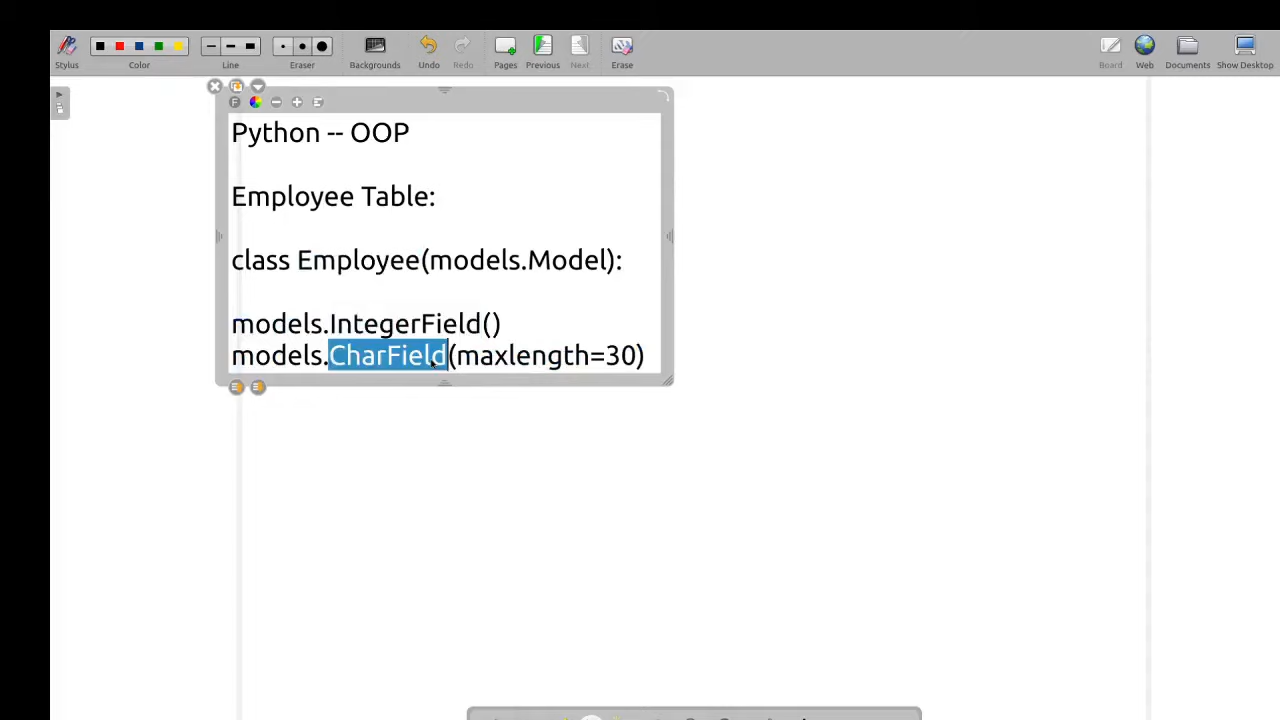 Stylus Color Line Eraser Backgrounds Undo Redo Pages Previous Next Erase Board Web Documents Show Desktop
Python -- OOP
Employee Table:
class Employee(models.Model):
models.IntegerField()
models.CharField(maxlength=30)